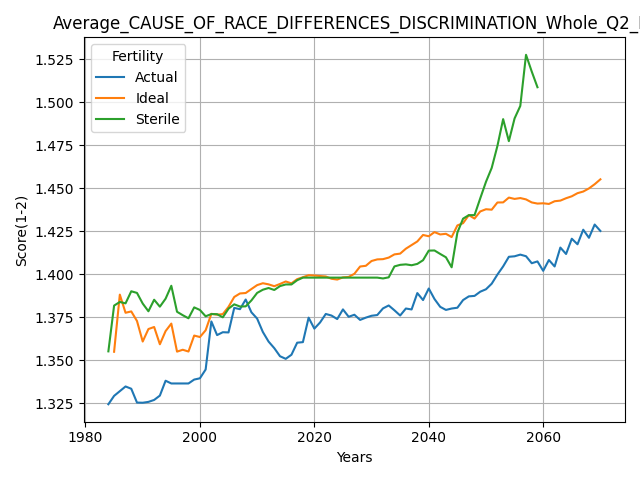 Average_CAUSE_OF_RACE_DIFFERENCES_DISCRIMINATION_Whole_Q2_
Fertility
Actual
Ideal
Sterile
1.525
1.500
1.475
1.450
1.425
1.400
1.375
1.350
1.325
Score(1-2)
1980
2000
2020
2040
2060
Years